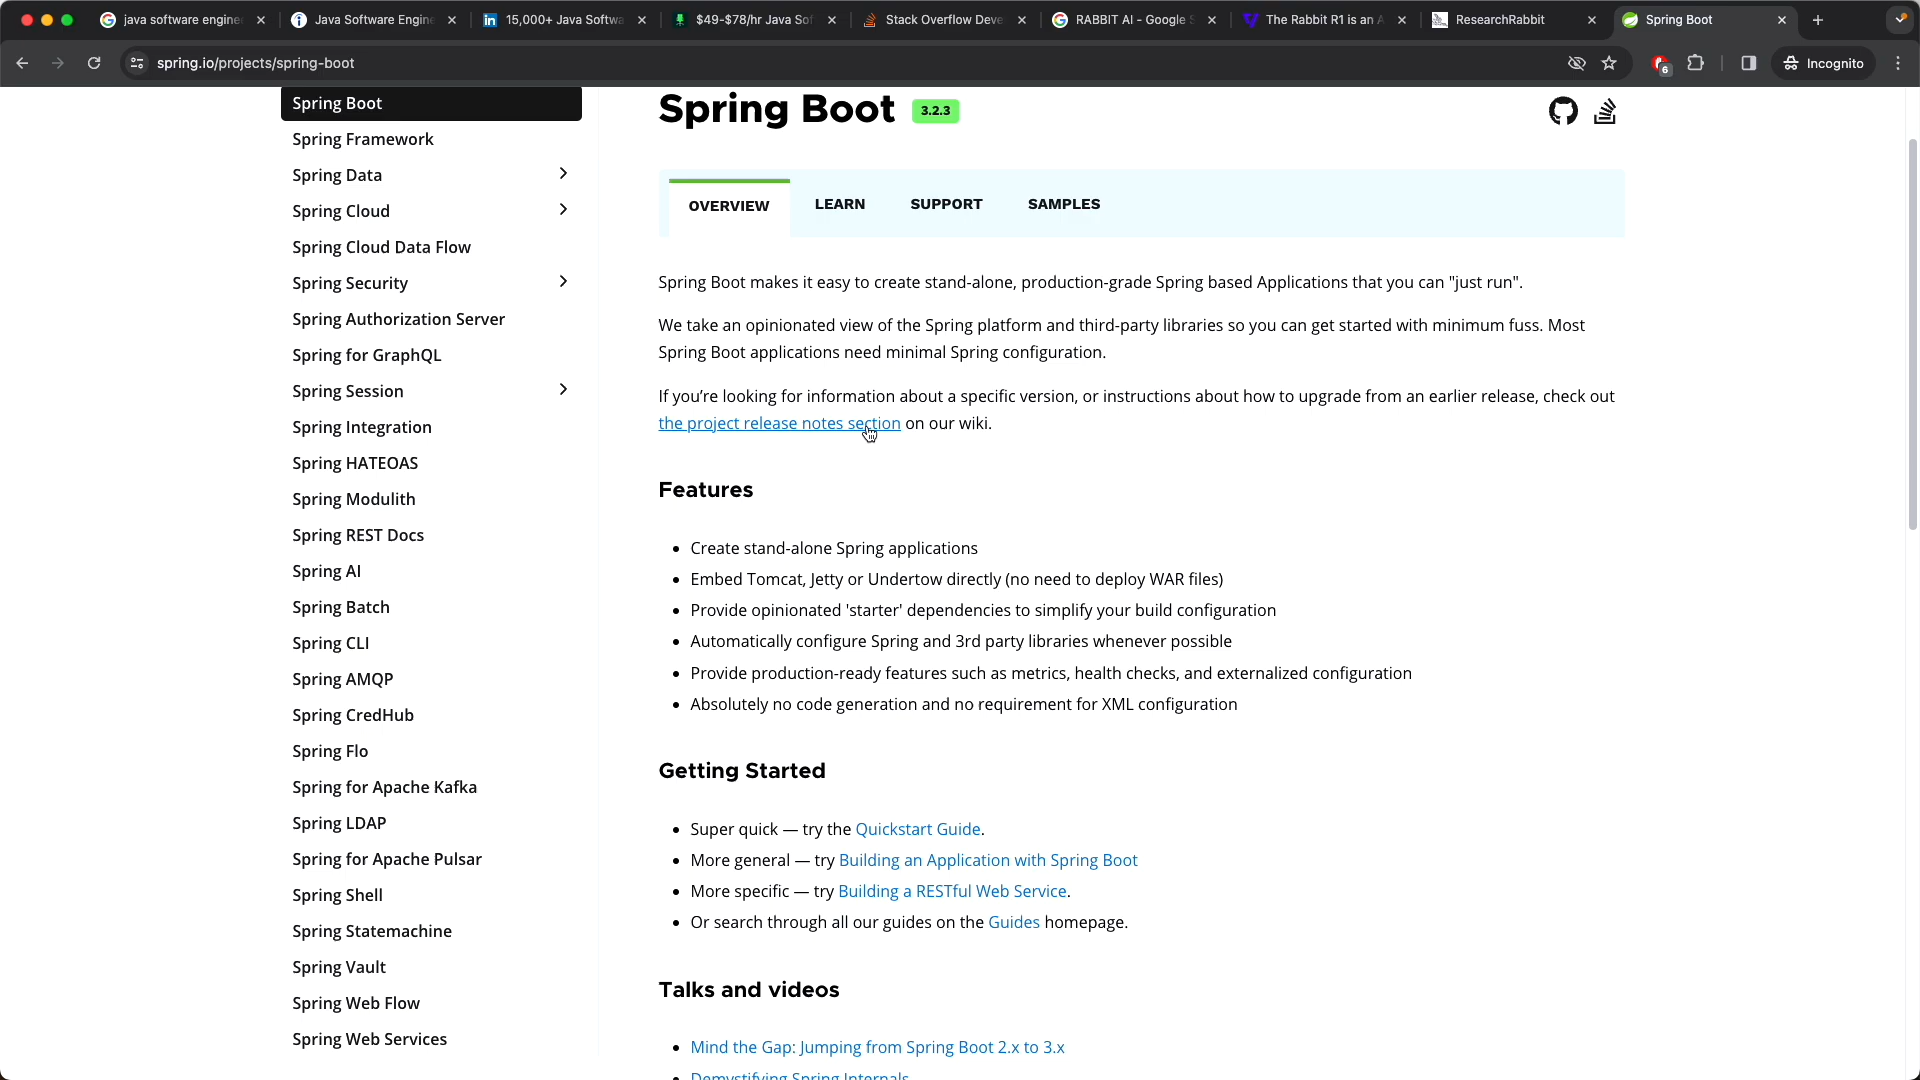 java software engine
Java Software Engine
15,000+ Java Softwa
$49-$78/hr Java Sof
Stack Overflow Deve
RABBIT AI - Google S
The Rabbit R1 is an A
ResearchRabbit
Spring Boot
spring.io/projects/spring-boot
6
Incognito
Spring Boot
Spring Framework
Spring Data
Spring Cloud
Spring Cloud Data Flow
Spring Security
Spring Authorization Server
Spring for GraphQL
Spring Session
Spring Integration
Spring HATEOAS
Spring Modulith
Spring REST Docs
Spring AI
Spring Batch
Spring CLI
Spring AMQP
Spring CredHub
Spring Flo
Spring for Apache Kafka
Spring LDAP
Spring for Apache Pulsar
Spring Shell
Spring Statemachine
Spring Vault
Spring Web Flow
Spring Web Services
Spring Boot 3.2.3
OVERVIEW LEARN SUPPORT SAMPLES
Spring Boot makes it easy to create stand-alone, production-grade Spring based Applications that you can "just run".
We take an opinionated view of the Spring platform and third-party libraries so you can get started with minimum fuss. Most
Spring Boot applications need minimal Spring configuration.
If you’re looking for information about a specific version, or instructions about how to upgrade from an earlier release, check out
the project release notes section on our wiki.
Features
• Create stand-alone Spring applications
• Embed Tomcat, Jetty or Undertow directly (no need to deploy WAR files)
• Provide opinionated 'starter' dependencies to simplify your build configuration
• Automatically configure Spring and 3rd party libraries whenever possible
• Provide production-ready features such as metrics, health checks, and externalized configuration
• Absolutely no code generation and no requirement for XML configuration
Getting Started
• Super quick — try the Quickstart Guide.
• More general — try Building an Application with Spring Boot
• More specific — try Building a RESTful Web Service.
• Or search through all our guides on the Guides homepage.
Talks and videos
• Mind the Gap: Jumping from Spring Boot 2.x to 3.x
• Demystifying Spring Internals